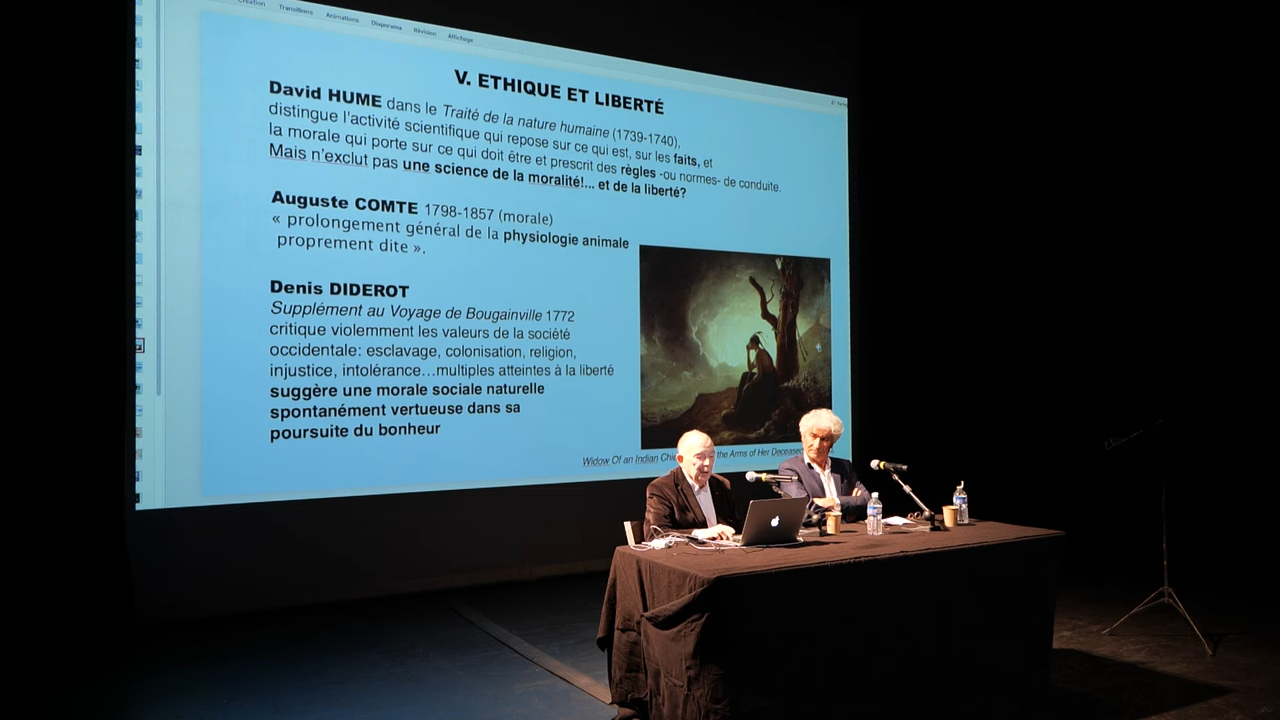 Création Transitions Animations Diaporama Révision Affichage
V. ETHIQUE ET LIBERTÉ
David HUME dans le Traité de la nature humaine (1739-1740),
distingue l'activité scientifique qui repose sur ce qui est, sur les faits, et
la morale qui porte sur ce qui doit être et prescrit des règles -ou normes- de conduite.
Mais n'exclut pas une science de la moralité!... et de la liberté?
Auguste COMTE 1798-1857 (morale)
« prolongement général de la physiologie animale
proprement dite ».
Denis DIDEROT
Supplément au Voyage de Bougainville 1772
critique violemment les valeurs de la société
occidentale: esclavage, colonisation, religion,
injustice, intolérance...multiples atteintes à la liberté
suggère une morale sociale naturelle
spontanément vertueuse dans sa
poursuite du bonheur
Widow Of an Indian the Arms of Her Deceased